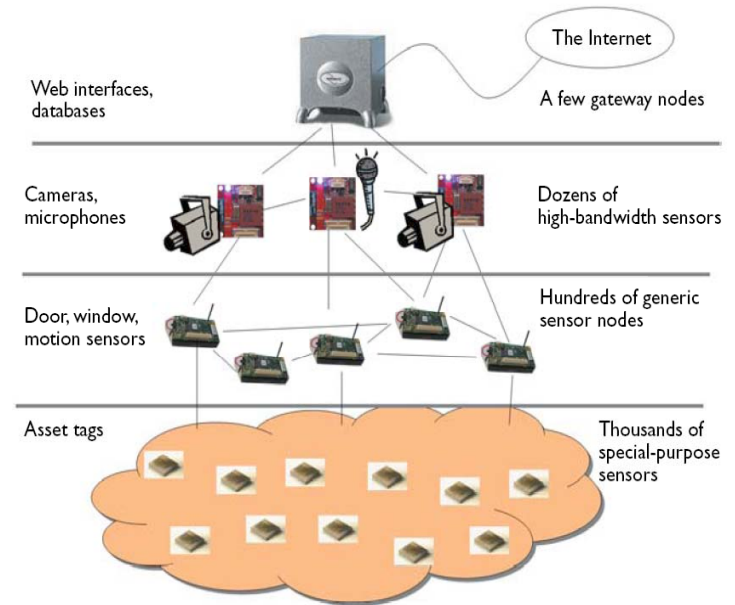 The Internet
Web interfaces,
databases
A few gateway nodes
Cameras,
microphones
Dozens of
high-bandwidth sensors
Door, window,
motion sensors
Hundreds of generic
sensor nodes
Asset tags
Thousands of
special-purpose
sensors